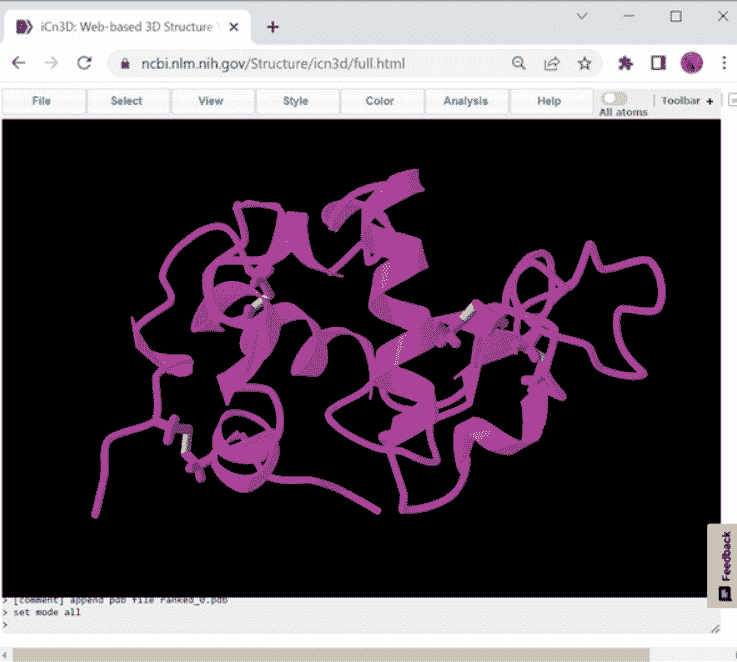 iCn3D: Web-based 3D Structure
ncbi.nlm.nih.gov/Structure/icn3d/full.html
File Select View Style Color Analysis Help All atoms Toolbar +
Feedback
> [comment] append pdb file ranked_0.pdb
> set mode all
>